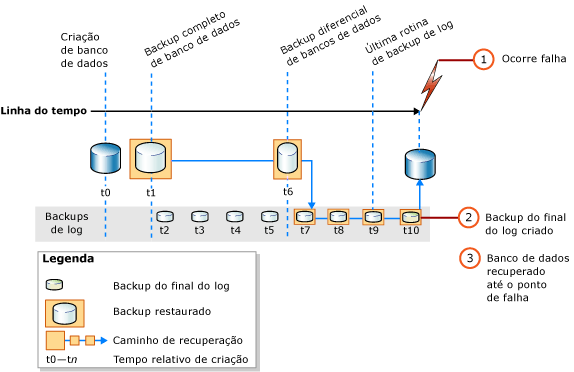 Criação
de banco
de dados
Backup completo
de banco de dados
Backup diferencial
de bancos de dados
Última rotina
de backup de log
1
Ocorre falha
Linha do tempo
t0
t1
t6
Backups
de log
t2
t3
t4
t5
t7
t8
t9
t10
2
Backup do final
do log criado
3
Banco de dados
recuperado
até o ponto
de falha
Legenda
Backup do final do log
Backup restaurado
Caminho de recuperação
t0—tn
Tempo relativo de criação